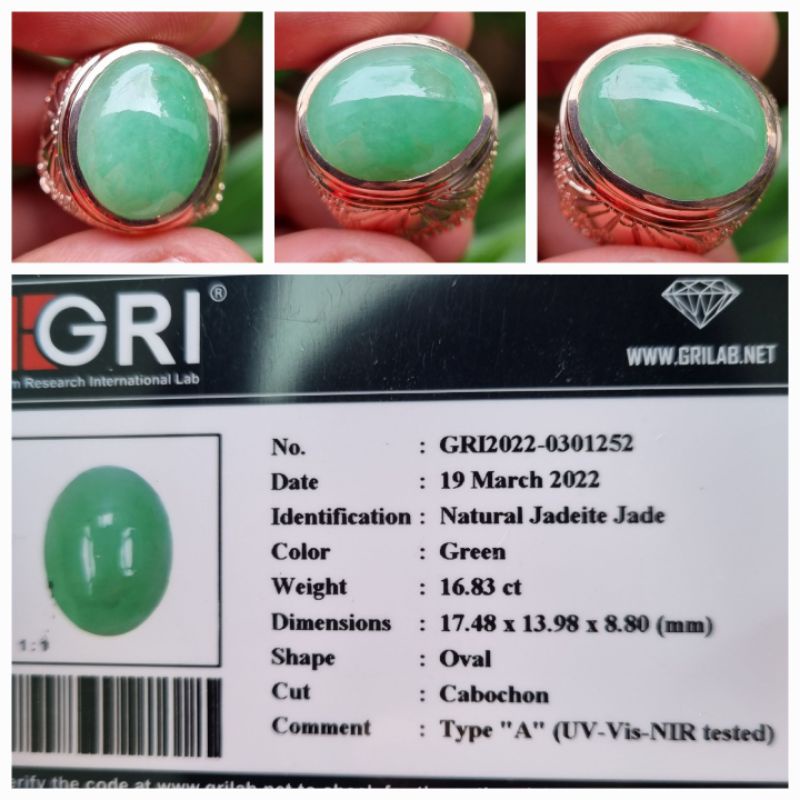 GRI®
m Research International Lab
WWW.GRILAB.NET
No. : GRI2022-0301252
Date : 19 March 2022
Identification : Natural Jadeite Jade
Color : Green
Weight : 16.83 ct
Dimensions : 17.48 x 13.98 x 8.80 (mm)
Shape : Oval
Cut : Cabochon
Comment : Type "A" (UV-Vis-NIR tested)
1:1
erify the code at www.grilab.net to check